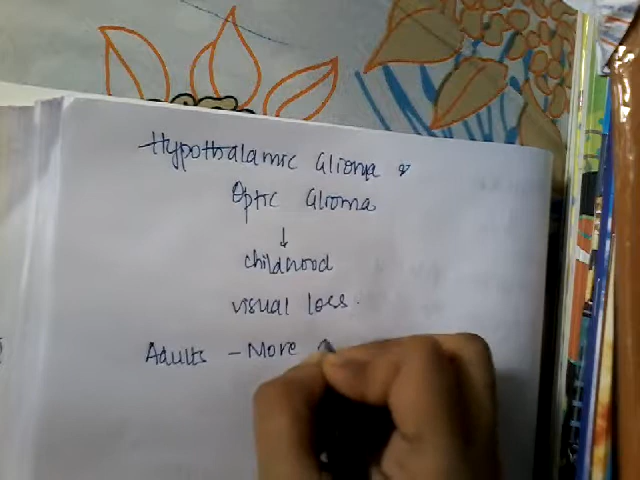 Hypothalamic Glioma &
Optic Glioma
↓
childhood
visual loss.
Adults - More